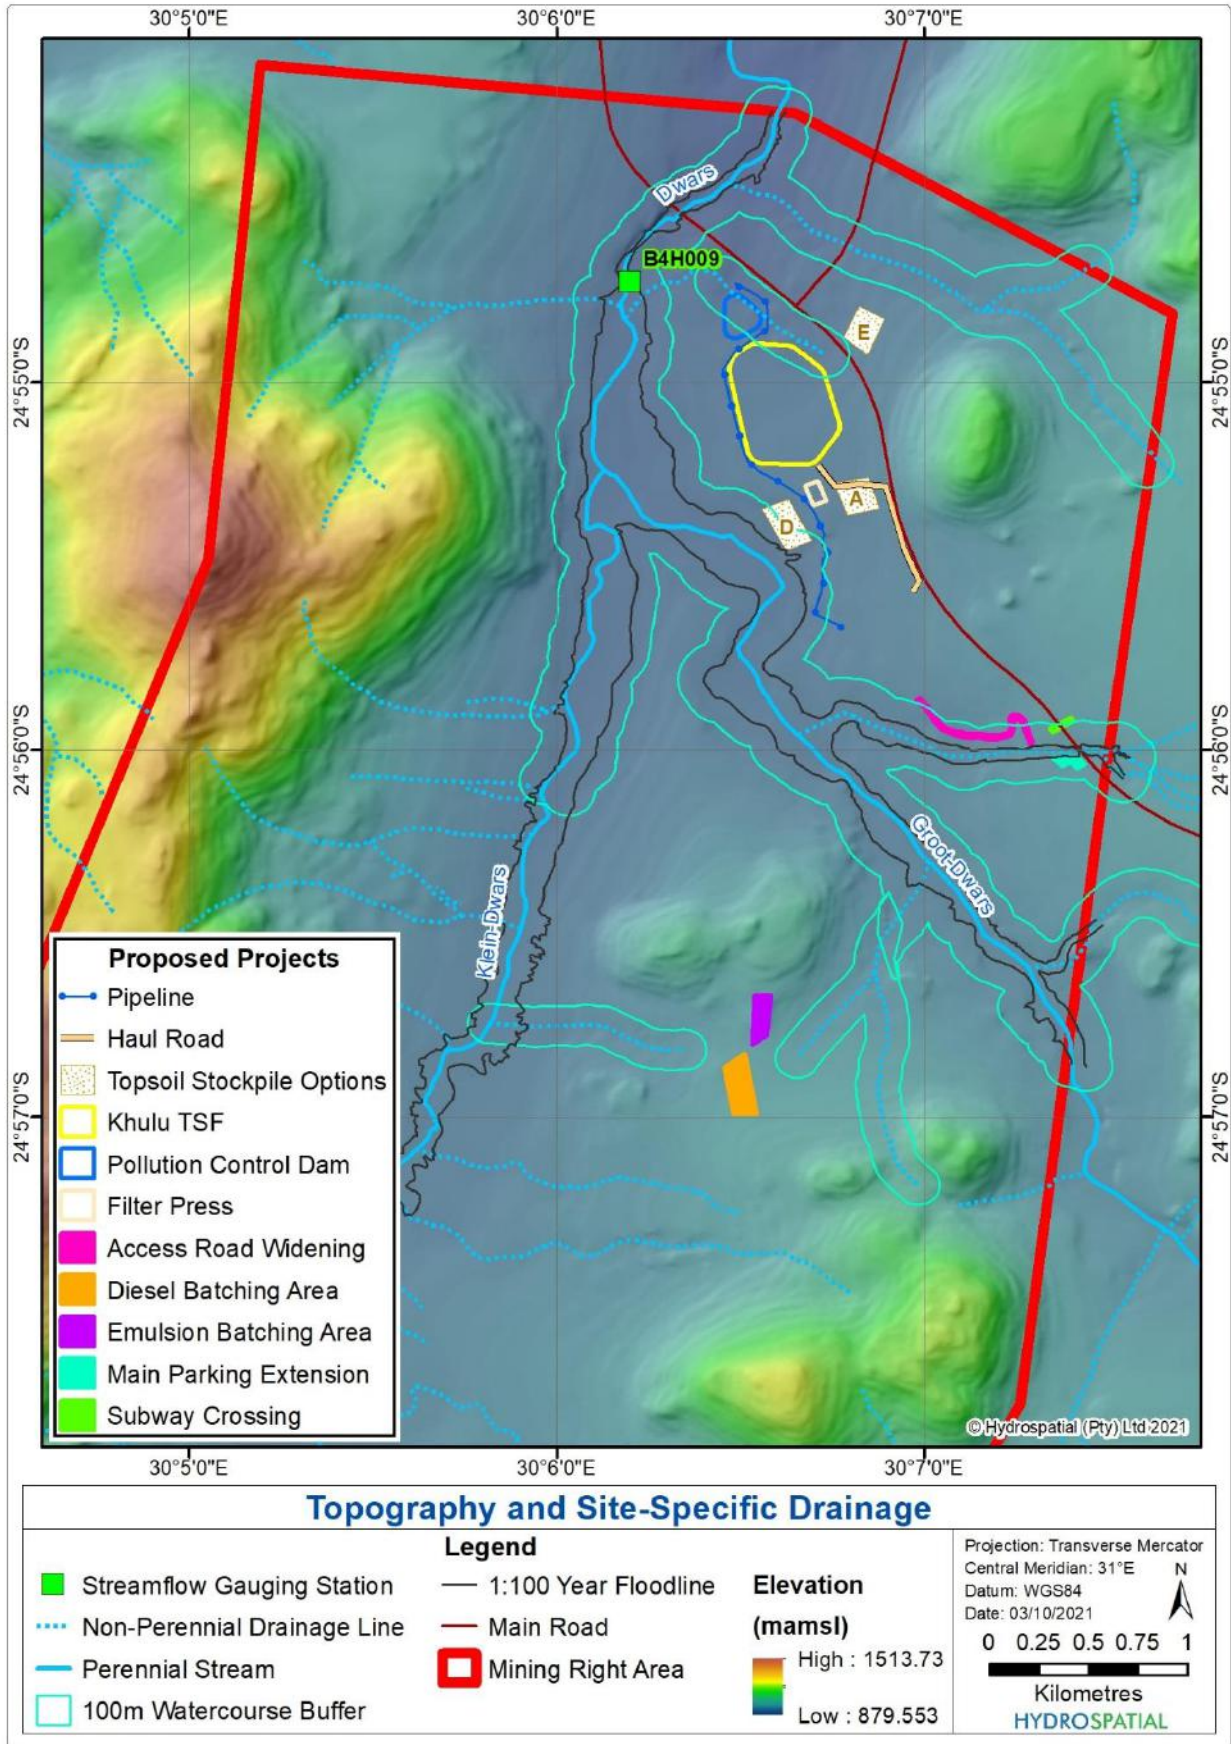 30°5'0"E 30°6'0"E 30°7'0"E
Dwars
B4H009
E
24°55'0"S 24°55'0"S
A
D
24°56'0"S 24°56'0"S
Groot-Dwars
Klein-Dwars
Proposed Projects
Pipeline
Haul Road
Topsoil Stockpile Options
Khulu TSF
Pollution Control Dam
Filter Press
Access Road Widening
Diesel Batching Area
Emulsion Batching Area
Main Parking Extension
Subway Crossing
24°57'0"S 24°57'0"S
© Hydrospatial (Pty) Ltd 2021
30°5'0"E 30°6'0"E 30°7'0"E
Topography and Site-Specific Drainage
Legend
Streamflow Gauging Station
Non-Perennial Drainage Line
Perennial Stream
100m Watercourse Buffer
1:100 Year Floodline
Main Road
Mining Right Area
Elevation
(mamsl)
High : 1513.73
Low : 879.553
Projection: Transverse Mercator
Central Meridian: 31°E
Datum: WGS84
Date: 03/10/2021
N
0 0.25 0.5 0.75 1
Kilometres
HYDROSPATIAL